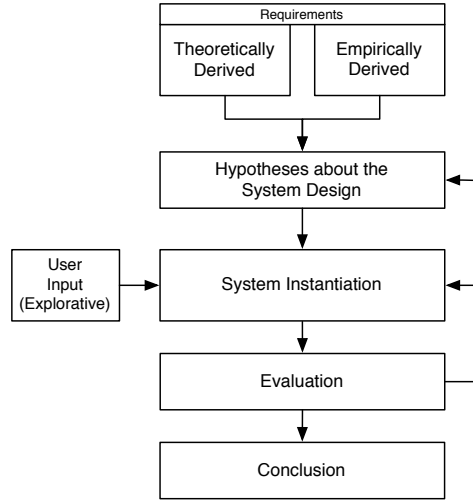 Requirements
Theoretically
Derived
Empirically
Derived
Hypotheses about the
System Design
User
Input
(Explorative)
System Instantiation
Evaluation
Conclusion